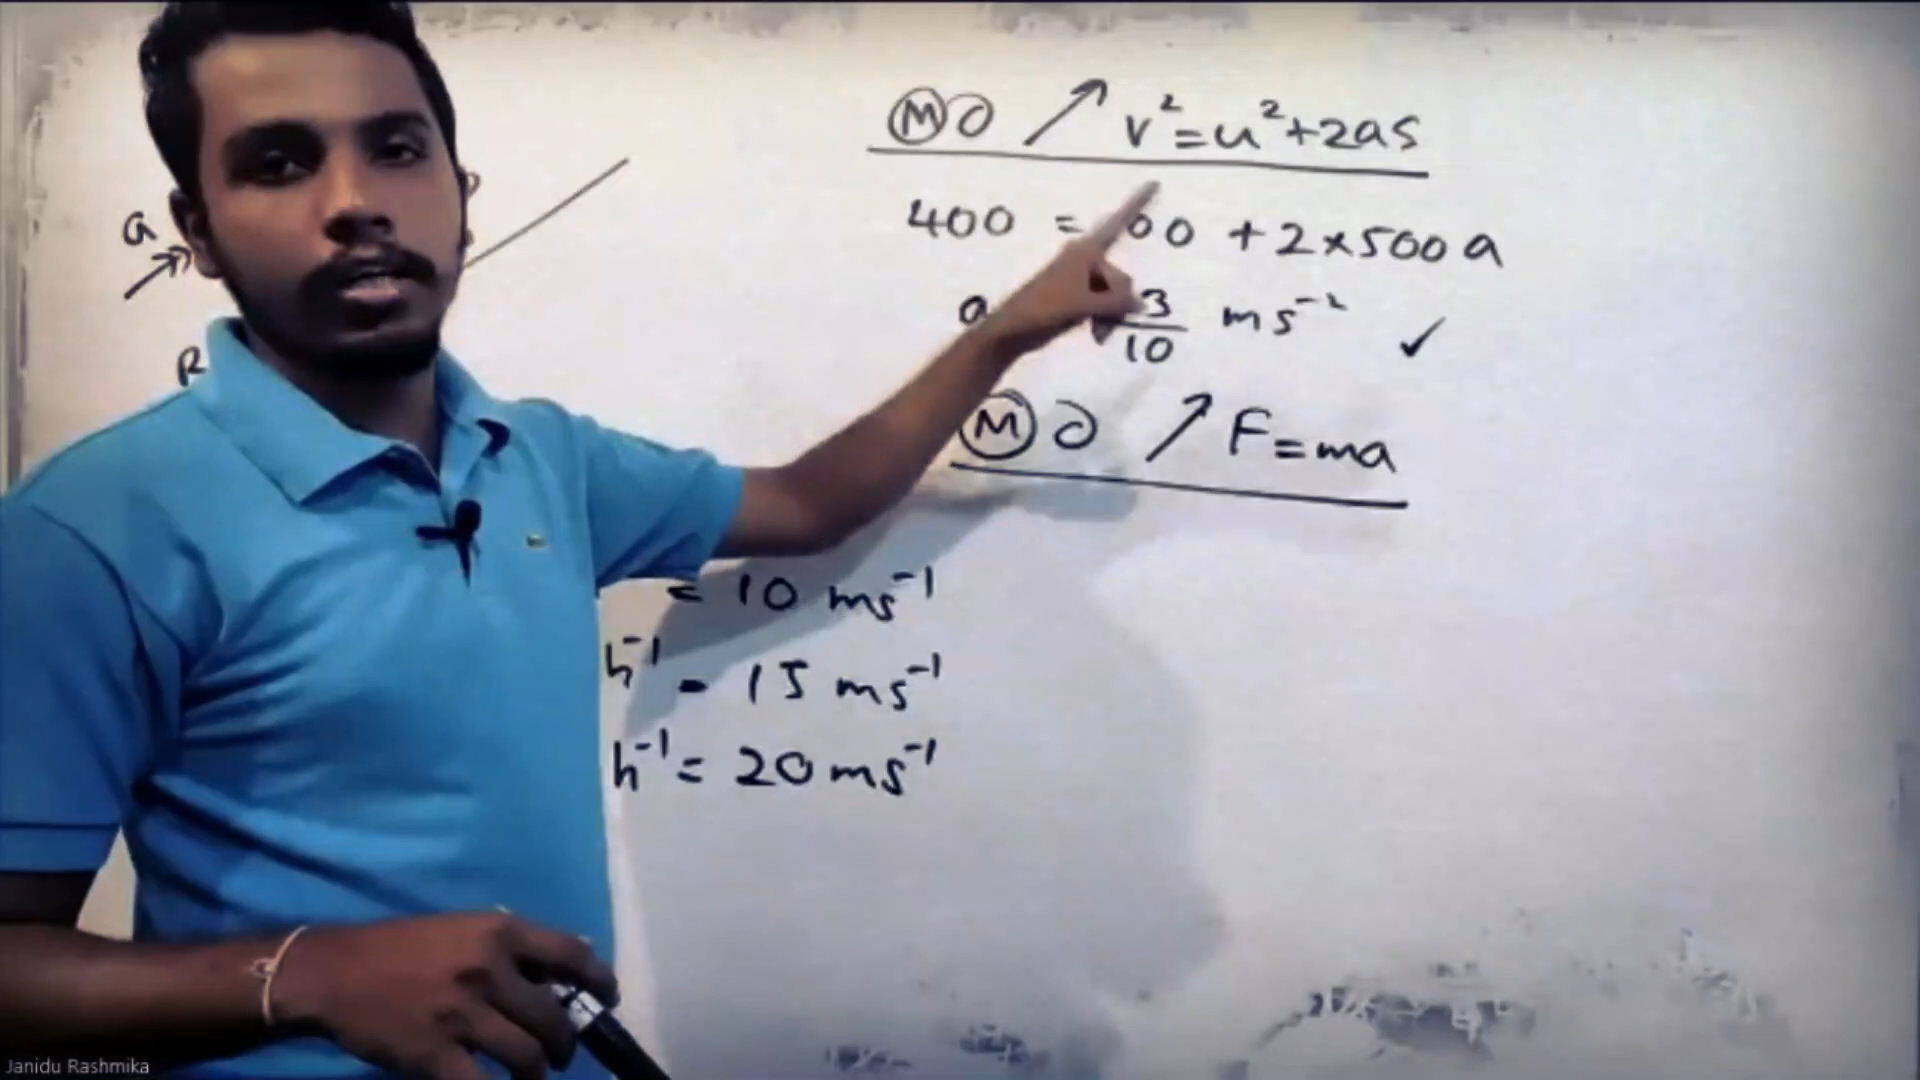 M v² = u² + 2as
400 = 00 + 2×500a
a 3/10 ms⁻²
M F = ma
a
R
= 10 ms⁻¹
h⁻¹ = 15 ms⁻¹
h⁻¹ = 20 ms⁻¹
Janidu Rashmika